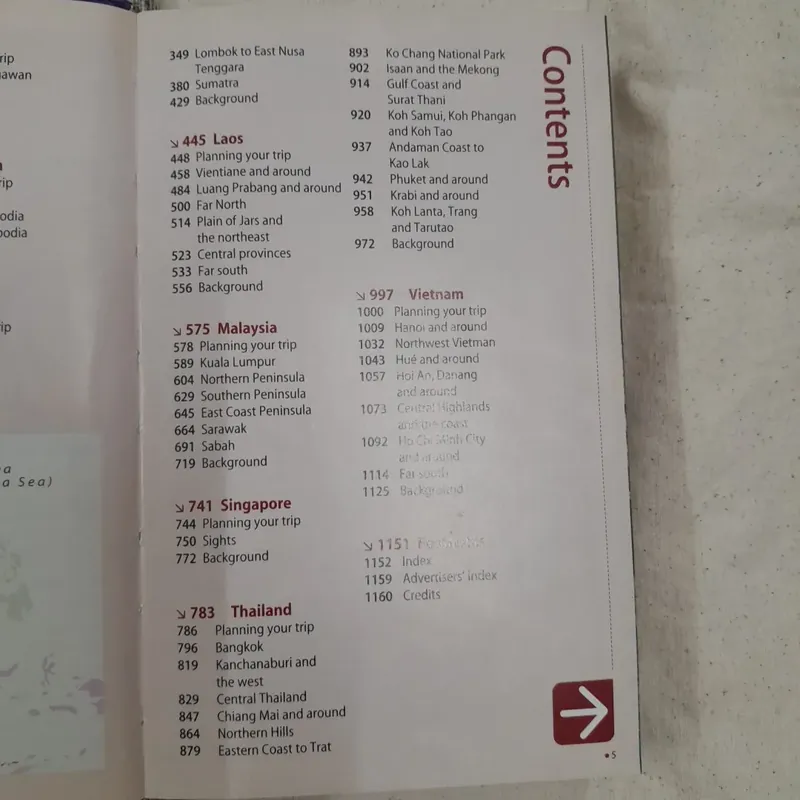 rip
awan
rip
odia
bodia
rip
a
a Sea)
Contents
349 Lombok to East Nusa
Tenggara
380 Sumatra
429 Background
↘ 445 Laos
448 Planning your trip
458 Vientiane and around
484 Luang Prabang and around
500 Far North
514 Plain of Jars and
the northeast
523 Central provinces
533 Far south
556 Background
↘ 575 Malaysia
578 Planning your trip
589 Kuala Lumpur
604 Northern Peninsula
629 Southern Peninsula
645 East Coast Peninsula
664 Sarawak
691 Sabah
719 Background
↘ 741 Singapore
744 Planning your trip
750 Sights
772 Background
↘ 783 Thailand
786 Planning your trip
796 Bangkok
819 Kanchanaburi and
the west
829 Central Thailand
847 Chiang Mai and around
864 Northern Hills
879 Eastern Coast to Trat
893 Ko Chang National Park
902 Isaan and the Mekong
914 Gulf Coast and
Surat Thani
920 Koh Samui, Koh Phangan
and Koh Tao
937 Andaman Coast to
Kao Lak
942 Phuket and around
951 Krabi and around
958 Koh Lanta, Trang
and Tarutao
972 Background
↘ 997 Vietnam
1000 Planning your trip
1009 Hanoi and around
1032 Northwest Vietman
1043 Hué and around
1057 Hoi An, Danang
and around
1073 Central Highlands
and the coast
1092 Ho Chi Minh City
and around
1114 Far south
1125 Background
↘ 1151 Footnotes
1152 Index
1159 Advertisers' index
1160 Credits
●5